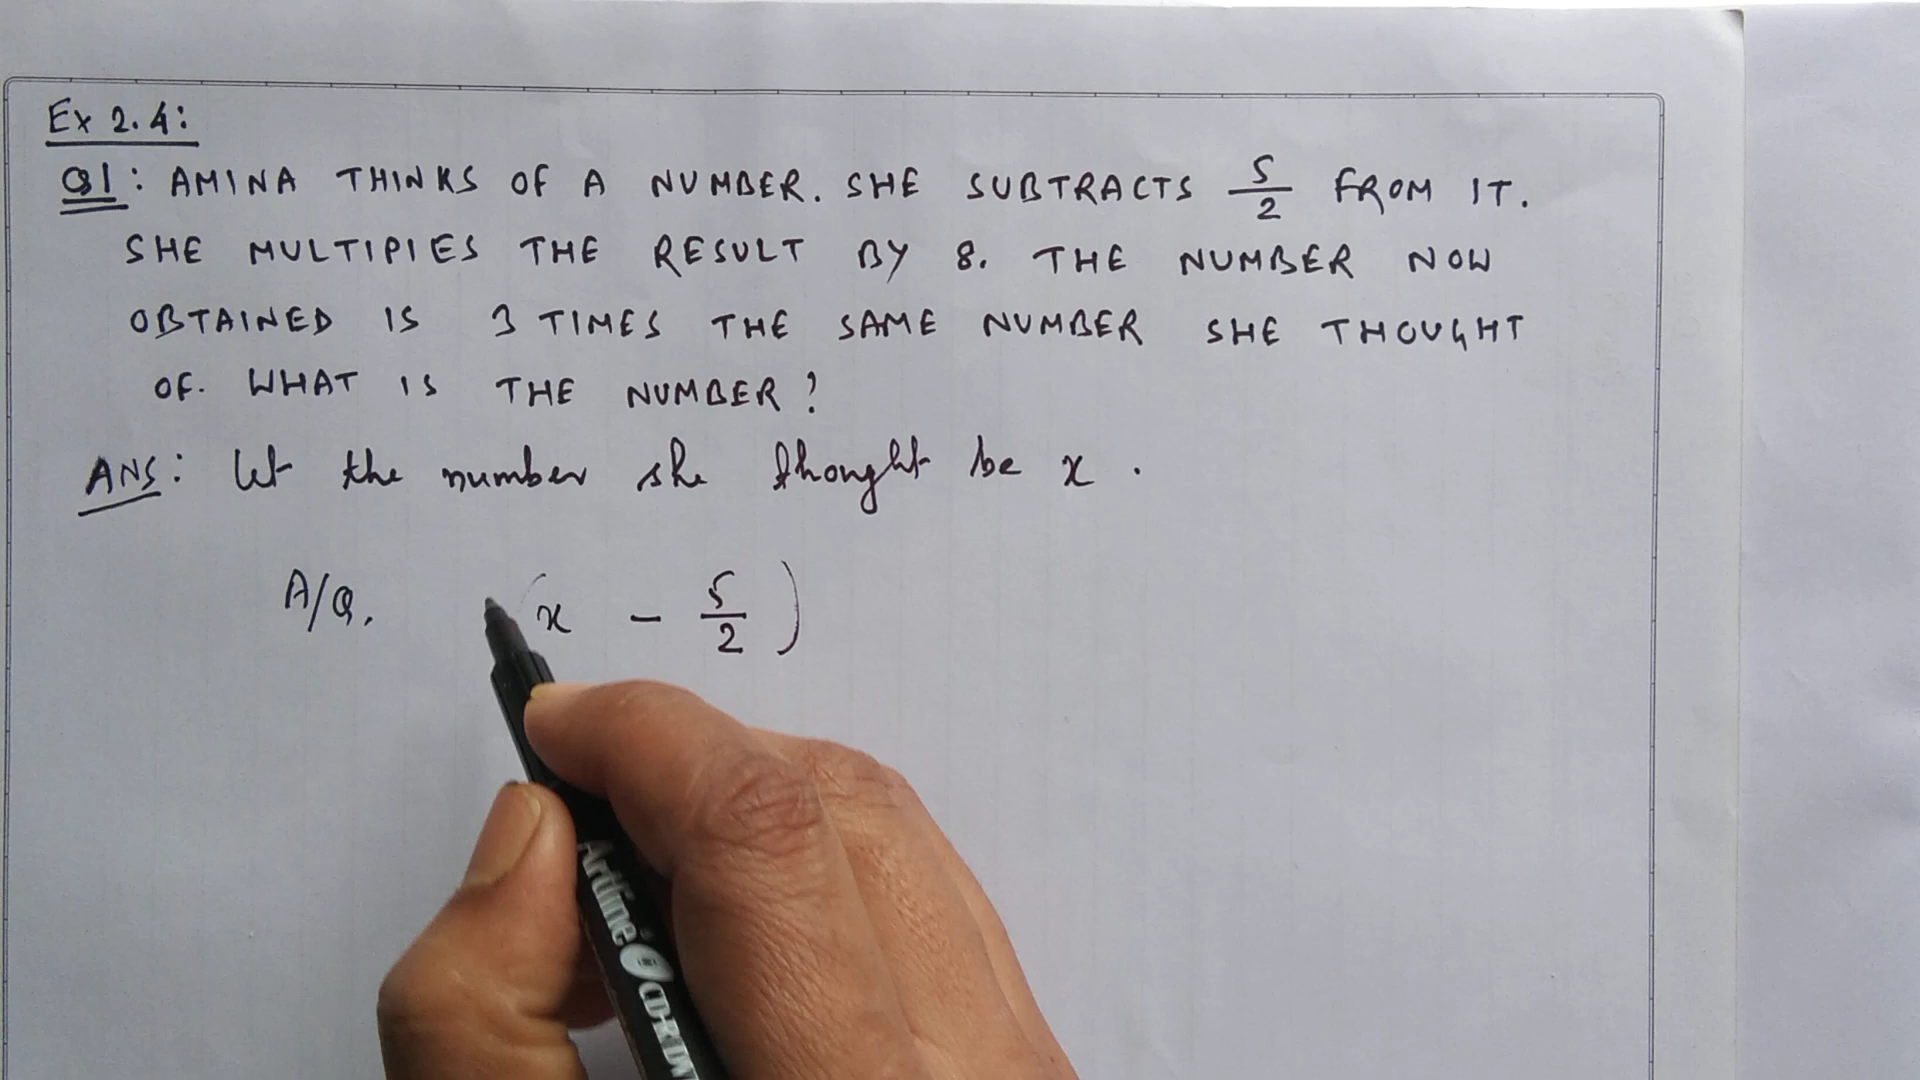 Ex 2.4:
Q1: AMINA THINKS OF A NUMBER. SHE SUBTRACTS 5/2 FROM IT.
SHE MULTIPIES THE RESULT BY 8. THE NUMBER NOW
OBTAINED IS 3 TIMES THE SAME NUMBER SHE THOUGHT
OF. WHAT IS THE NUMBER?
ANS: let the number she thought be x.
A/Q. (x - 5/2)
Artline